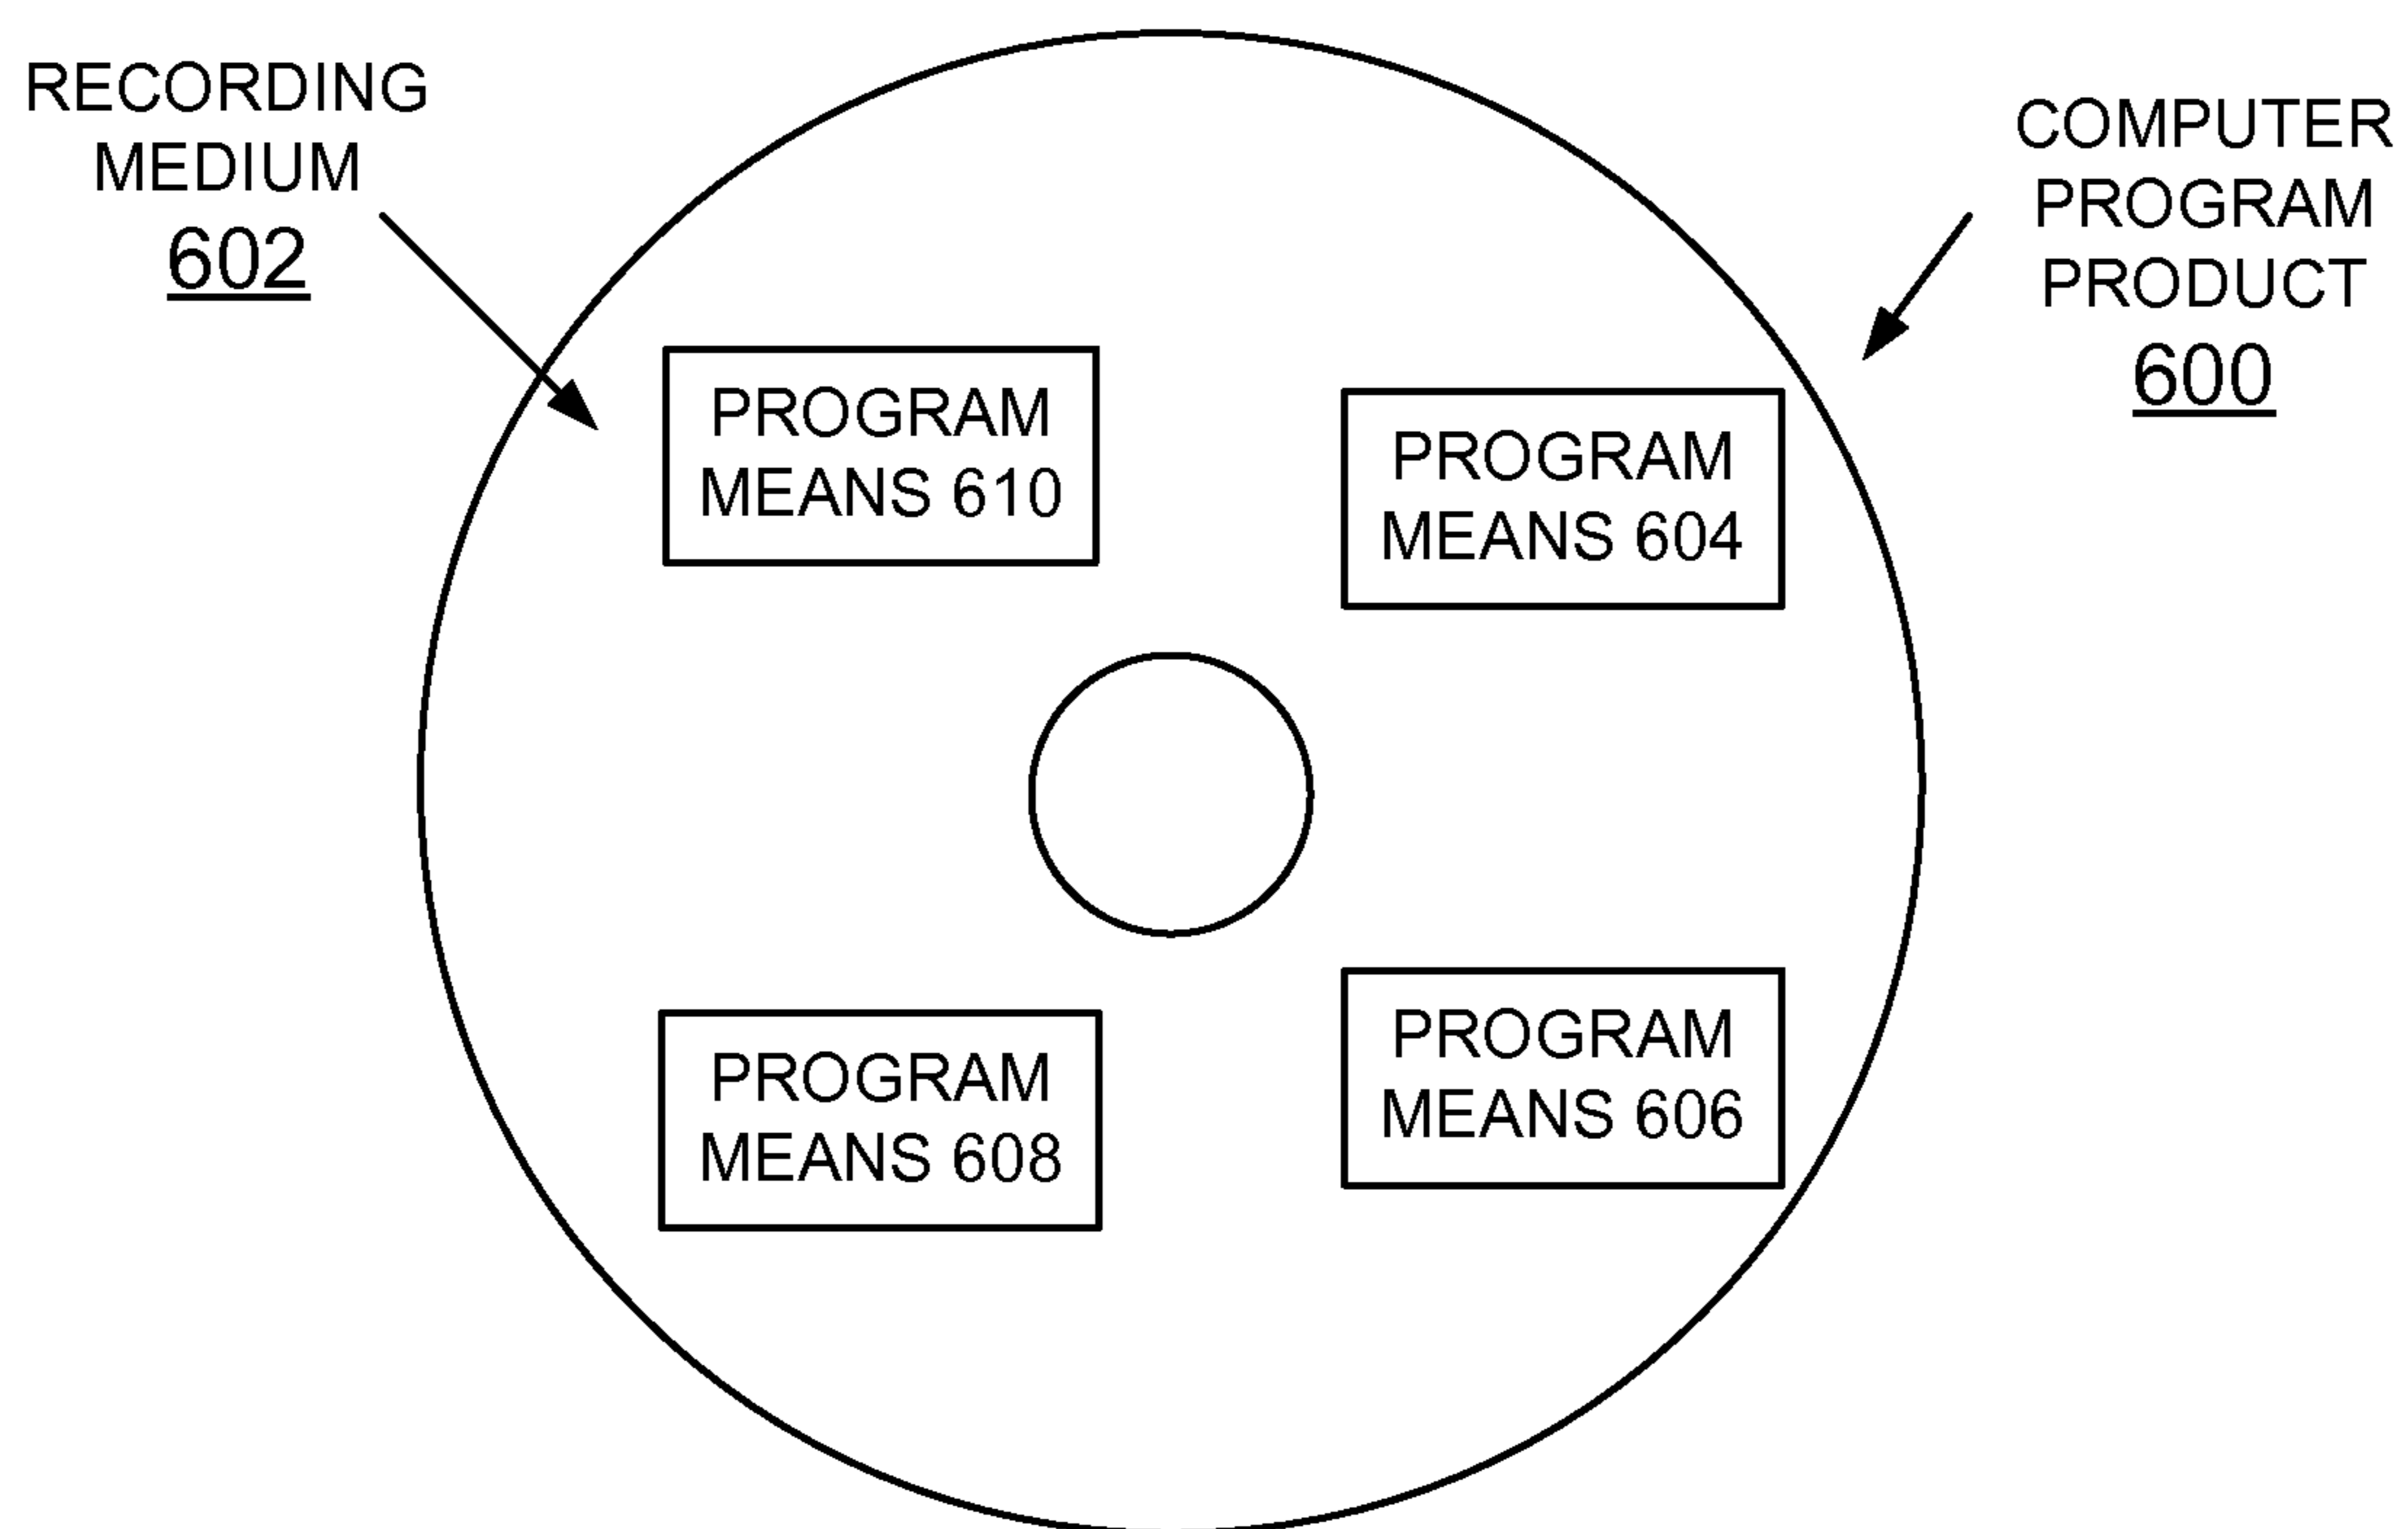 RECORDING
MEDIUM
602
COMPUTER
PROGRAM
PRODUCT
600
PROGRAM
MEANS 610
PROGRAM
MEANS 604
PROGRAM
MEANS 608
PROGRAM
MEANS 606